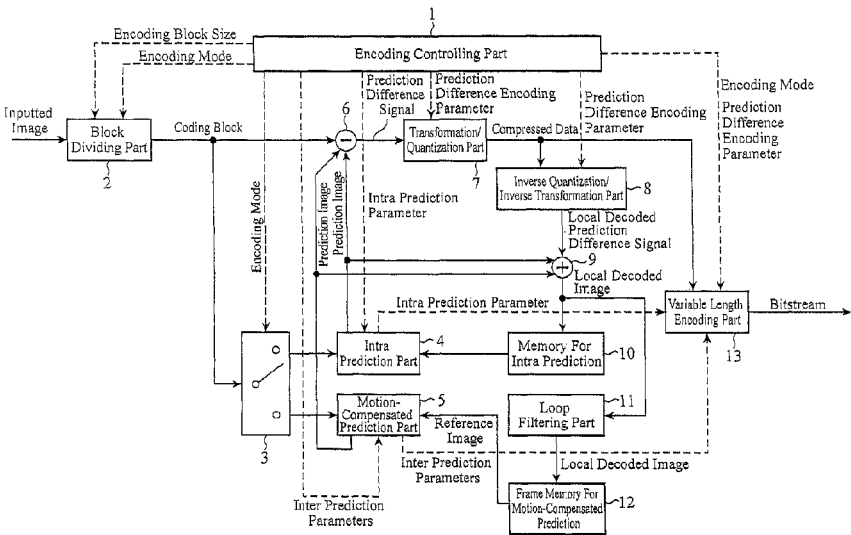 1
Encoding Block Size
Encoding Mode
Encoding Controlling Part
Prediction
Difference
Signal
Prediction
Difference Encoding
Parameter
Prediction
Difference Encoding
Parameter
Encoding Mode
Prediction
Difference
Encoding
Parameter
Inputted
Image
Block
Dividing Part
2
Coding Block
6
Transformation/
Quantization Part
7
Compressed Data
Inverse Quantization/
Inverse Transformation Part
8
Encoding Mode
Prediction Image
Prediction Image
Intra Prediction
Parameter
Local Decoded
Prediction
Difference Signal
9
Local Decoded
Image
Intra Prediction Parameter
Variable Length
Encoding Part
13
Bitstream
Intra
Prediction Part
4
Memory For
Intra Prediction
10
3
Motion-
Compensated
Prediction Part
5
Reference
Image
Loop
Filtering Part
11
Inter Prediction
Parameters
Local Decoded Image
Inter Prediction
Parameters
Frame Memory For
Motion-Compensated
Prediction
12